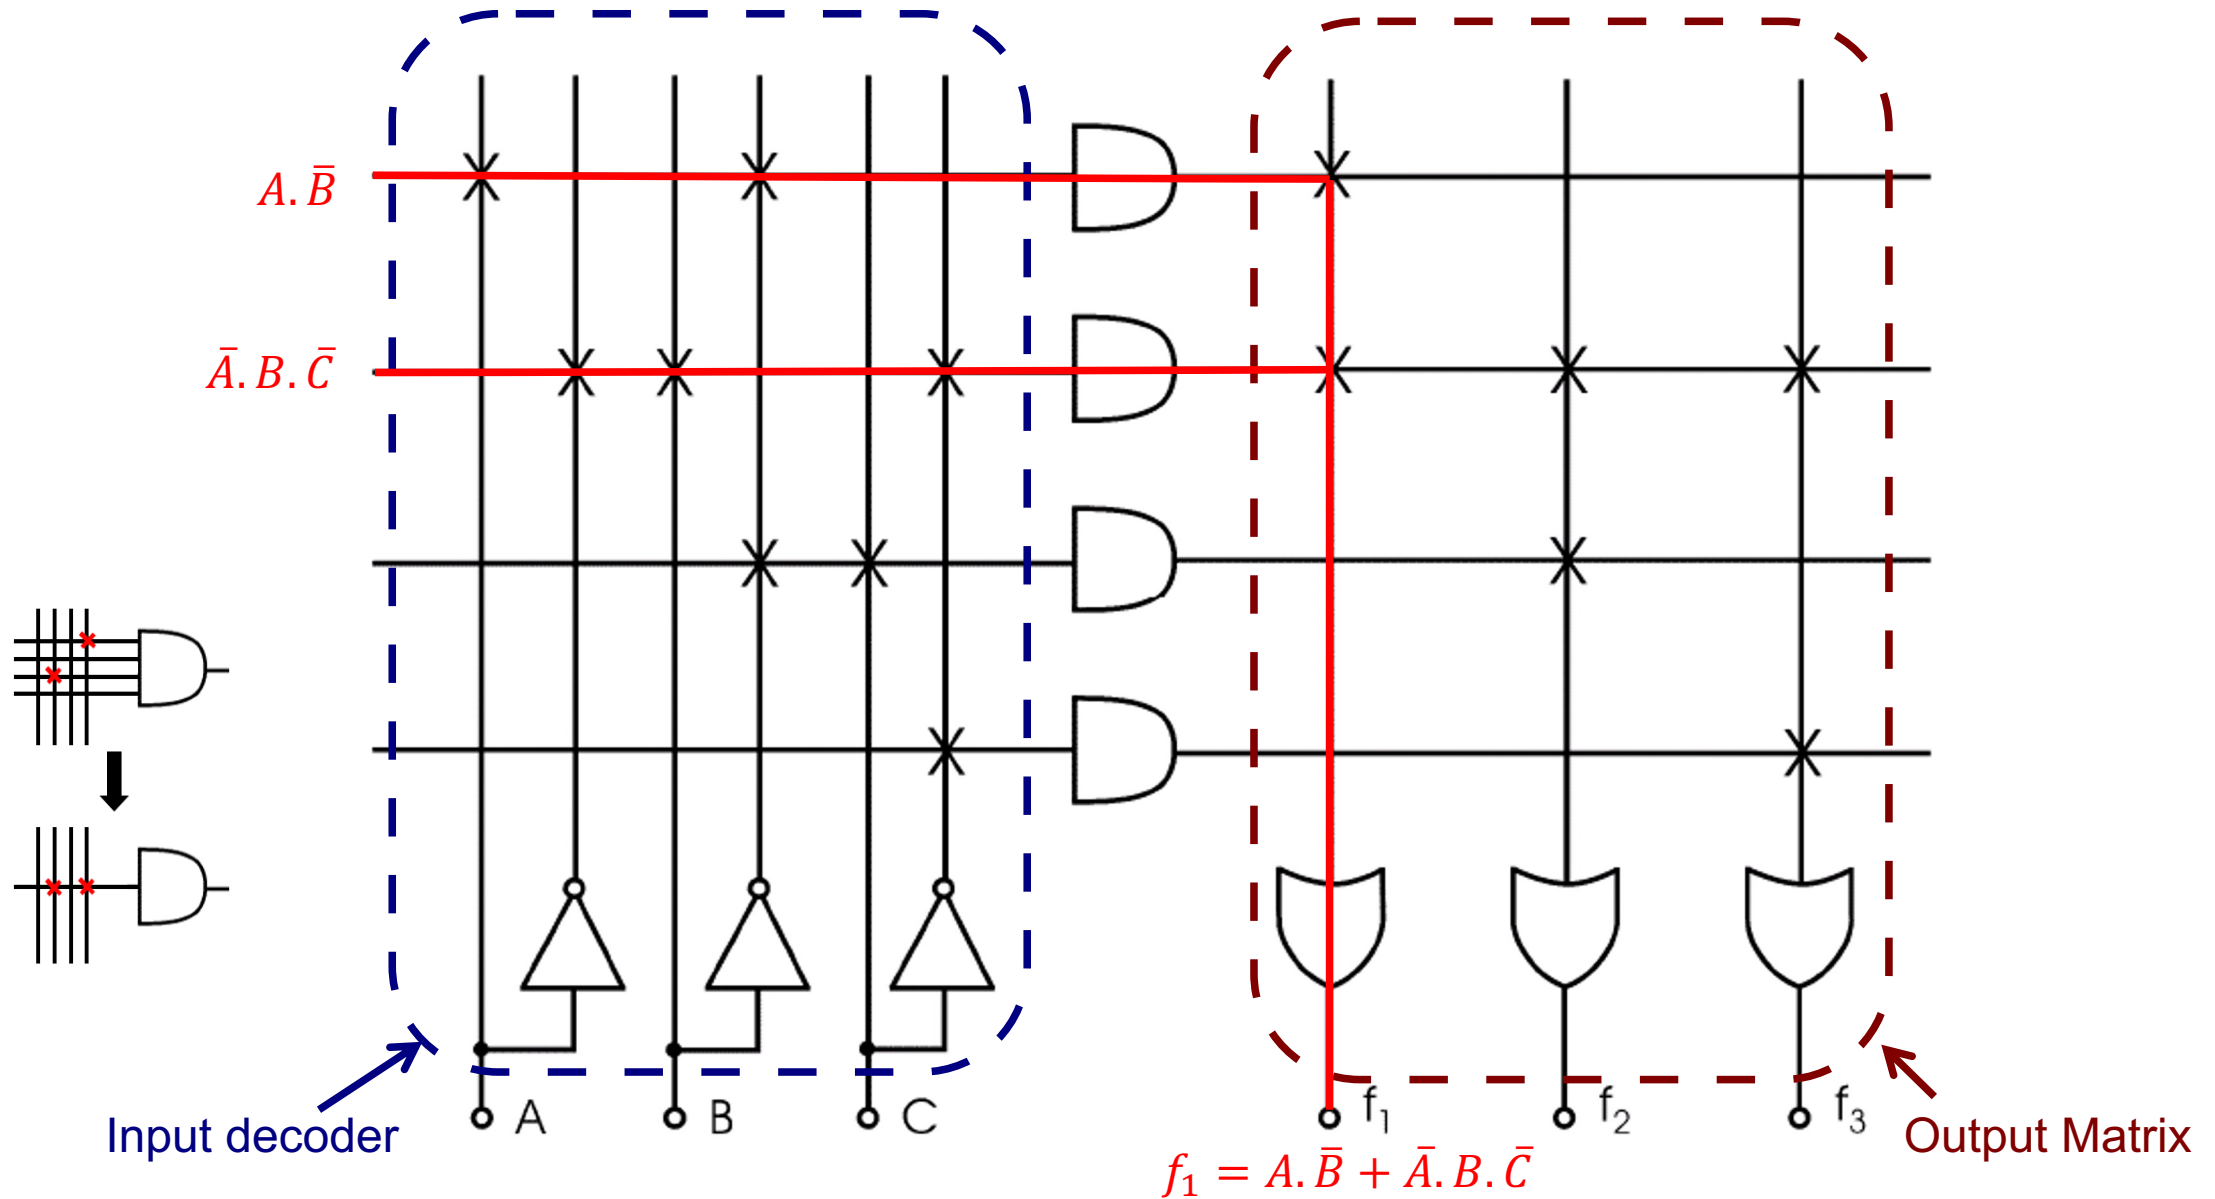 A.B̅
A̅.B.C̅
A
B
C
f₁
f₂
f₃
Input decoder
Output Matrix
f₁ = A.B̅ + A̅.B.C̅